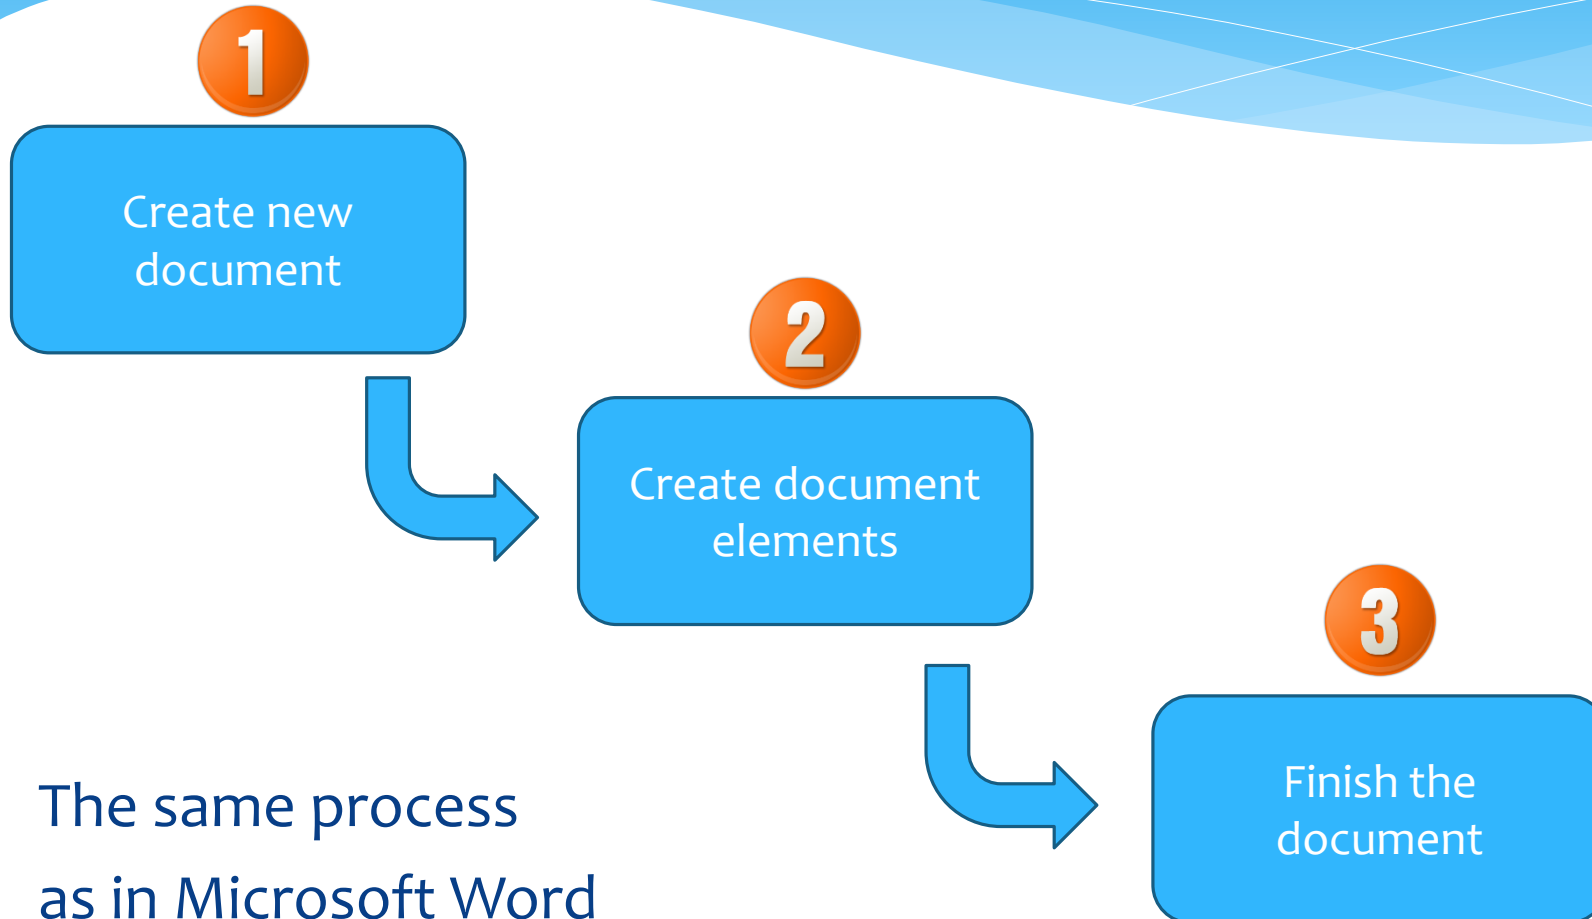 1
Create new
document
2
Create document
elements
3
Finish the
document
The same process
as in Microsoft Word